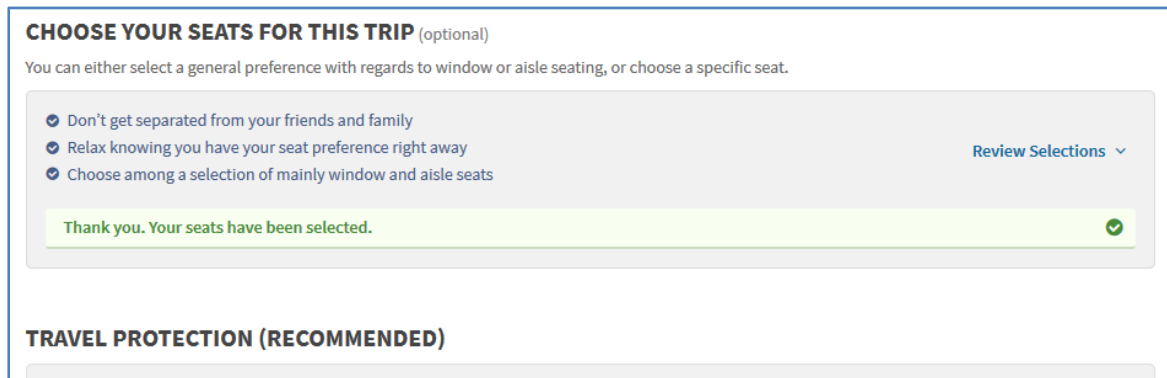 CHOOSE YOUR SEATS FOR THIS TRIP (optional)
You can either select a general preference with regards to window or aisle seating, or choose a specific seat.
Don't get separated from your friends and family
Relax knowing you have your seat preference right away
Review Selections
Choose among a selection of mainly window and aisle seats
Thank you. Your seats have been selected.
TRAVEL PROTECTION (RECOMMENDED)